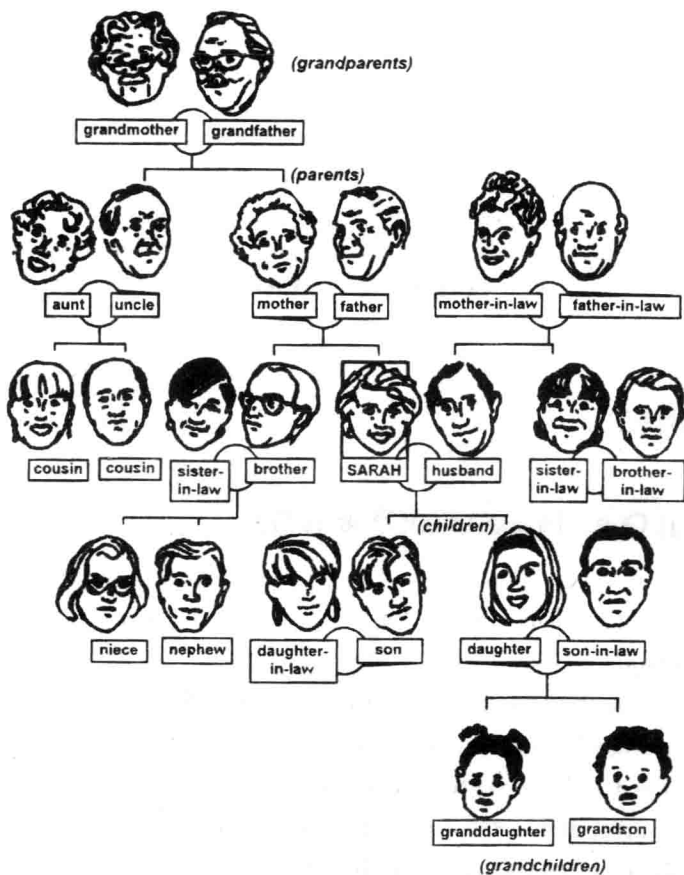 (grandparents)
grandmother grandfather
(parents)
aunt uncle mother father mother-in-law father-in-law
cousin cousin sister-in-law brother SARAH husband sister-in-law brother-in-law
(children)
niece nephew daughter-in-law son daughter son-in-law
granddaughter grandson
(grandchildren)